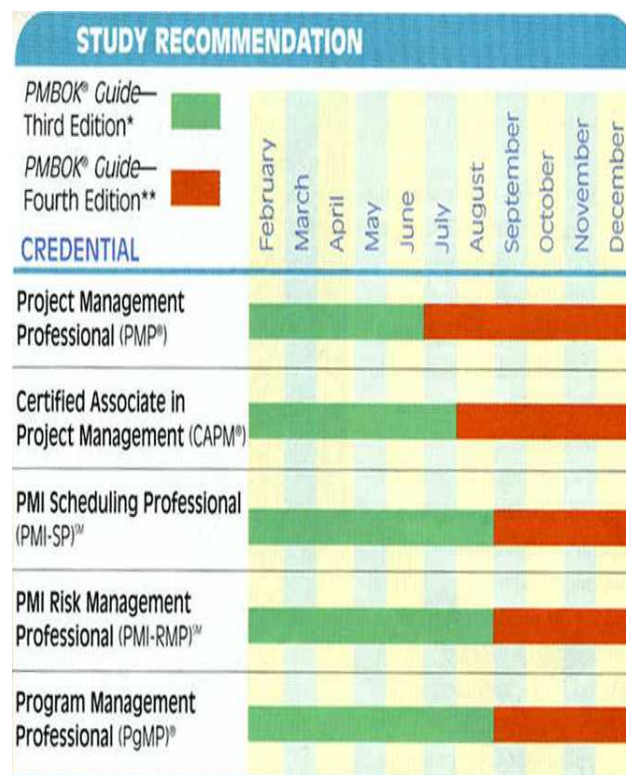 STUDY RECOMMENDATION
PMBOK® Guide—
Third Edition*
PMBOK® Guide—
Fourth Edition**
CREDENTIAL
February
March
April
May
June
July
August
September
October
November
December
Project Management
Professional (PMP®)
Certified Associate in
Project Management (CAPM®)
PMI Scheduling Professional
(PMI-SP)℠
PMI Risk Management
Professional (PMI-RMP)℠
Program Management
Professional (PgMP)®